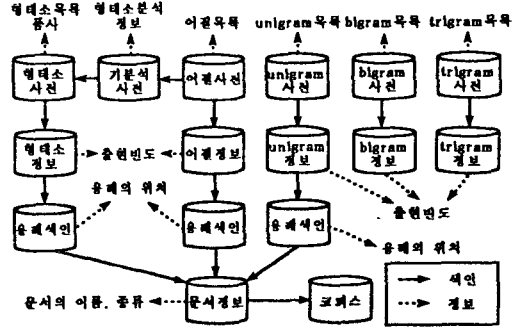 형태소목록 형태소분석 어절목록 unigram목록 bigram목록 trigram목록
품사 정보
형태소 기분석 어절사전 unigram bigram trigram
사전 사전 사전 사전 사전
형태소 출현빈도 어절정보 unigram bigram trigram
정보 정보 정보 정보
용례의 위치
출현빈도
용례색인 용례색인 용례색인
용례의 위치
문서의 이름, 종류 문서정보 코퍼스
색인
정보